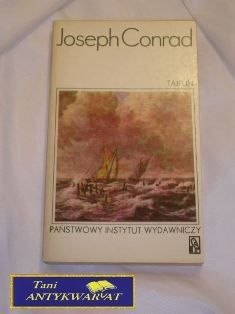 Joseph Conrad
TAJFUN
PAŃSTWOWY INSTYTUT WYDAWNICZY
Tani
ANTYKWARIAT